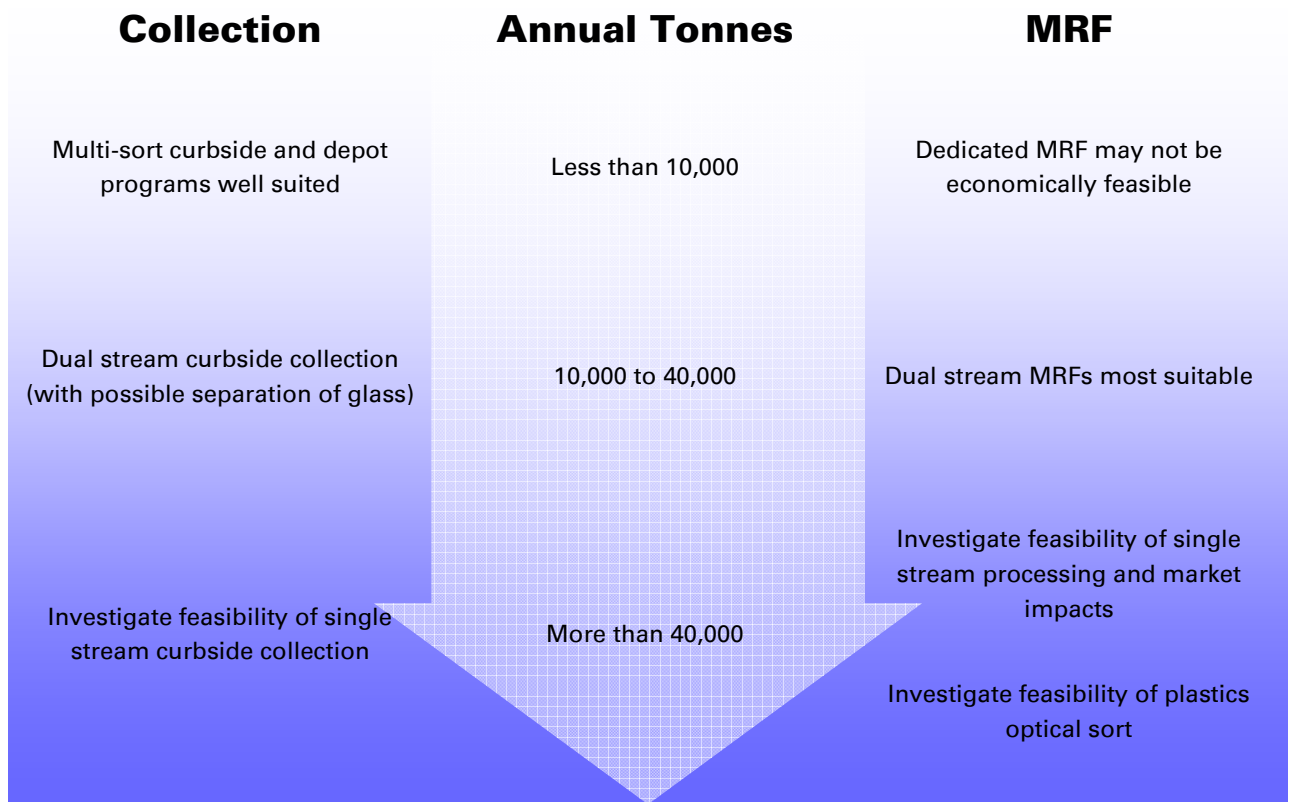 Collection
Annual Tonnes
MRF
Multi-sort curbside and depot
programs well suited
Less than 10,000
Dedicated MRF may not be
economically feasible
Dual stream curbside collection
(with possible separation of glass)
10,000 to 40,000
Dual stream MRFs most suitable
Investigate feasibility of single
stream curbside collection
More than 40,000
Investigate feasibility of single
stream processing and market
impacts
Investigate feasibility of plastics
optical sort